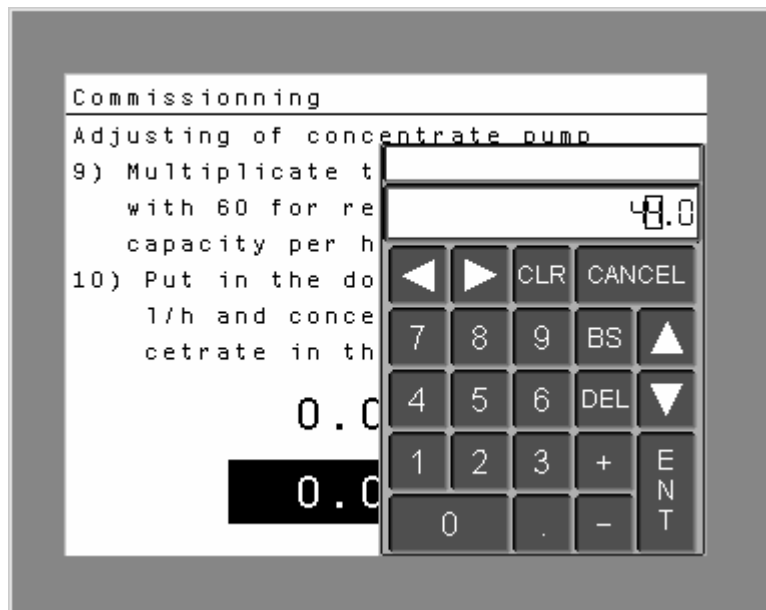 Commissionning
Adjusting of concentrate pump
9) Multiplicate t
with 60 for re
capacity per h
10) Put in the do
l/h and conce
cetrate in th
0.0
0.0
CLR CANCEL
7 8 9 BS
4 5 6 DEL
1 2 3 + ENT
0 . -